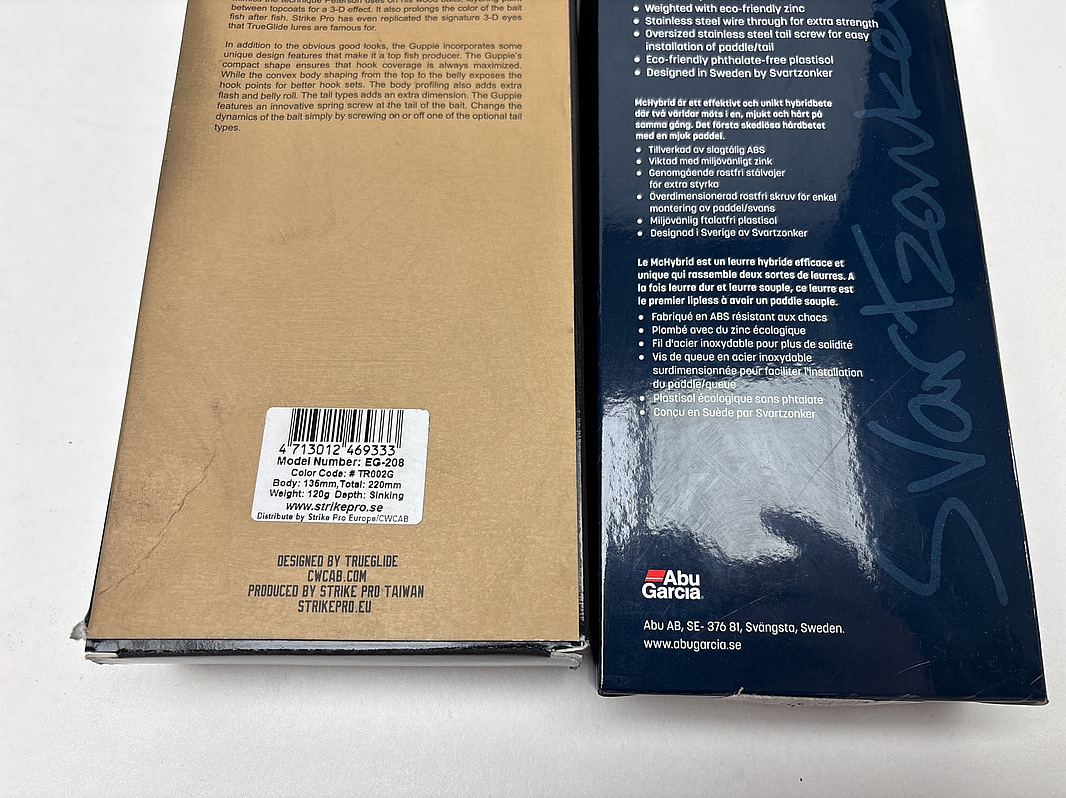 between topcoats for a 3-D effect. It also prolongs the color of the bait
fish after fish. Strike Pro has even replicated the signature 3-D eyes
that TrueGlide lures are famous for.
In addition to the obvious good looks, the Guppie incorporates some
unique design features that make it a top fish producer. The Guppie's
compact shape ensures that hook coverage is always maximized.
While the convex body shaping from the top to the belly exposes the
hook points for better hook sets. The body profiling also adds extra
flash and belly roll. The tail types adds an extra dimension. The Guppie
features an innovative spring screw at the tail of the bait. Change the
dynamics of the bait simply by screwing on or off one of the optional tail
types.
4 713012 469333
Model Number: EG-208
Color Code: # TR002G
Body: 135mm,Total: 220mm
Weight: 120g Depth: Sinking
www.strikepro.se
Distribute by Strike Pro Europe/CWCAB
DESIGNED BY TRUEGLIDE
CWCAB.COM
PRODUCED BY STRIKE PRO TAIWAN
STRIKEPRO.EU
• Weighted with eco-friendly zinc
• Stainless steel wire through for extra strength
• Oversized stainless steel tail screw for easy
installation of paddle/tail
• Eco-friendly phthalate-free plastisol
• Designed in Sweden by Svartzonker
McHybrid är ett effektivt och unikt hybridbete
där två världar möts i en, mjukt och hårt på
samma gång. Det första skedlösa hårdbetet
med en mjuk paddel.
• Tillverkad av slagtålig ABS
• Viktad med miljövänligt zink
• Genomgående rostfri stålvajer
för extra styrka
• Överdimensionerad rostfri skruv för enkel
montering av paddel/svans
• Miljövänlig ftalatfri plastisol
• Designad i Sverige av Svartzonker
Le McHybrid est un leurre hybride efficace et
unique qui rassemble deux sortes de leurres. A
la fois leurre dur et leurre souple, ce leurre est
le premier lipless à avoir un paddle souple.
• Fabriqué en ABS résistant aux chocs
• Plombé avec du zinc écologique
• Fil d'acier inoxydable pour plus de solidité
• Vis de queue en acier inoxydable
surdimensionnée pour faciliter l'installation
du paddle/queue
• Plastisol écologique sans phtalate
• Conçu en Suède par Svartzonker
Svartzonker
Abu
Garcia
Abu AB, SE- 376 81, Svängsta, Sweden.
www.abugarcia.se